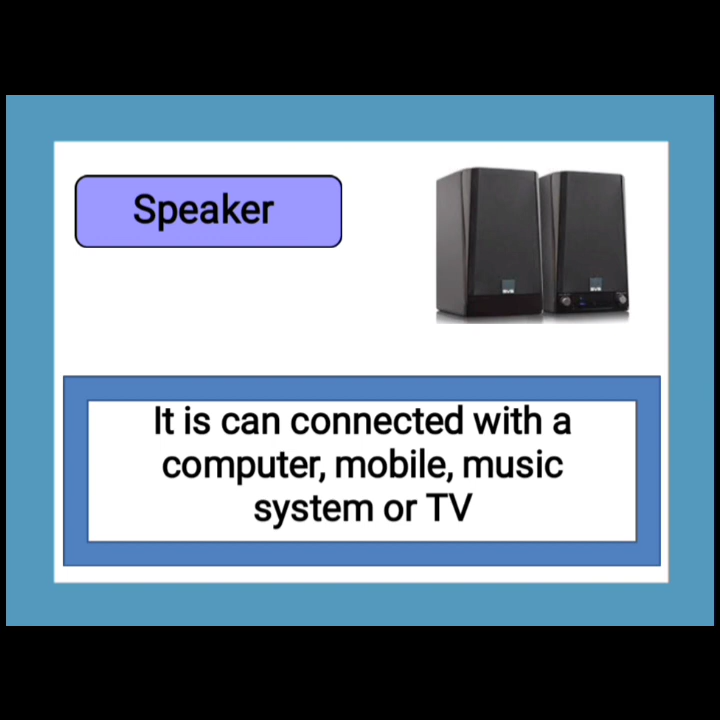 Speaker
It is can connected with a
computer, mobile, music
system or TV